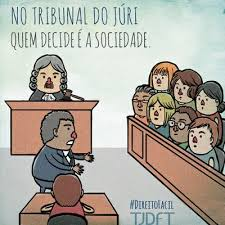 NO TRIBUNAL DO JÚRI
QUEM DECIDE É A SOCIEDADE.
#DIREITOFÁCIL
TJDFT